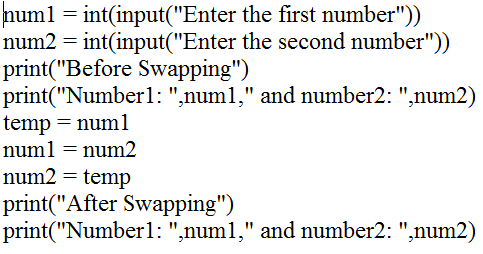 num1 = int(input("Enter the first number"))
num2 = int(input("Enter the second number"))
print("Before Swapping")
print("Number1: ",num1," and number2: ",num2)
temp = num1
num1 = num2
num2 = temp
print("After Swapping")
print("Number1: ",num1," and number2: ",num2)